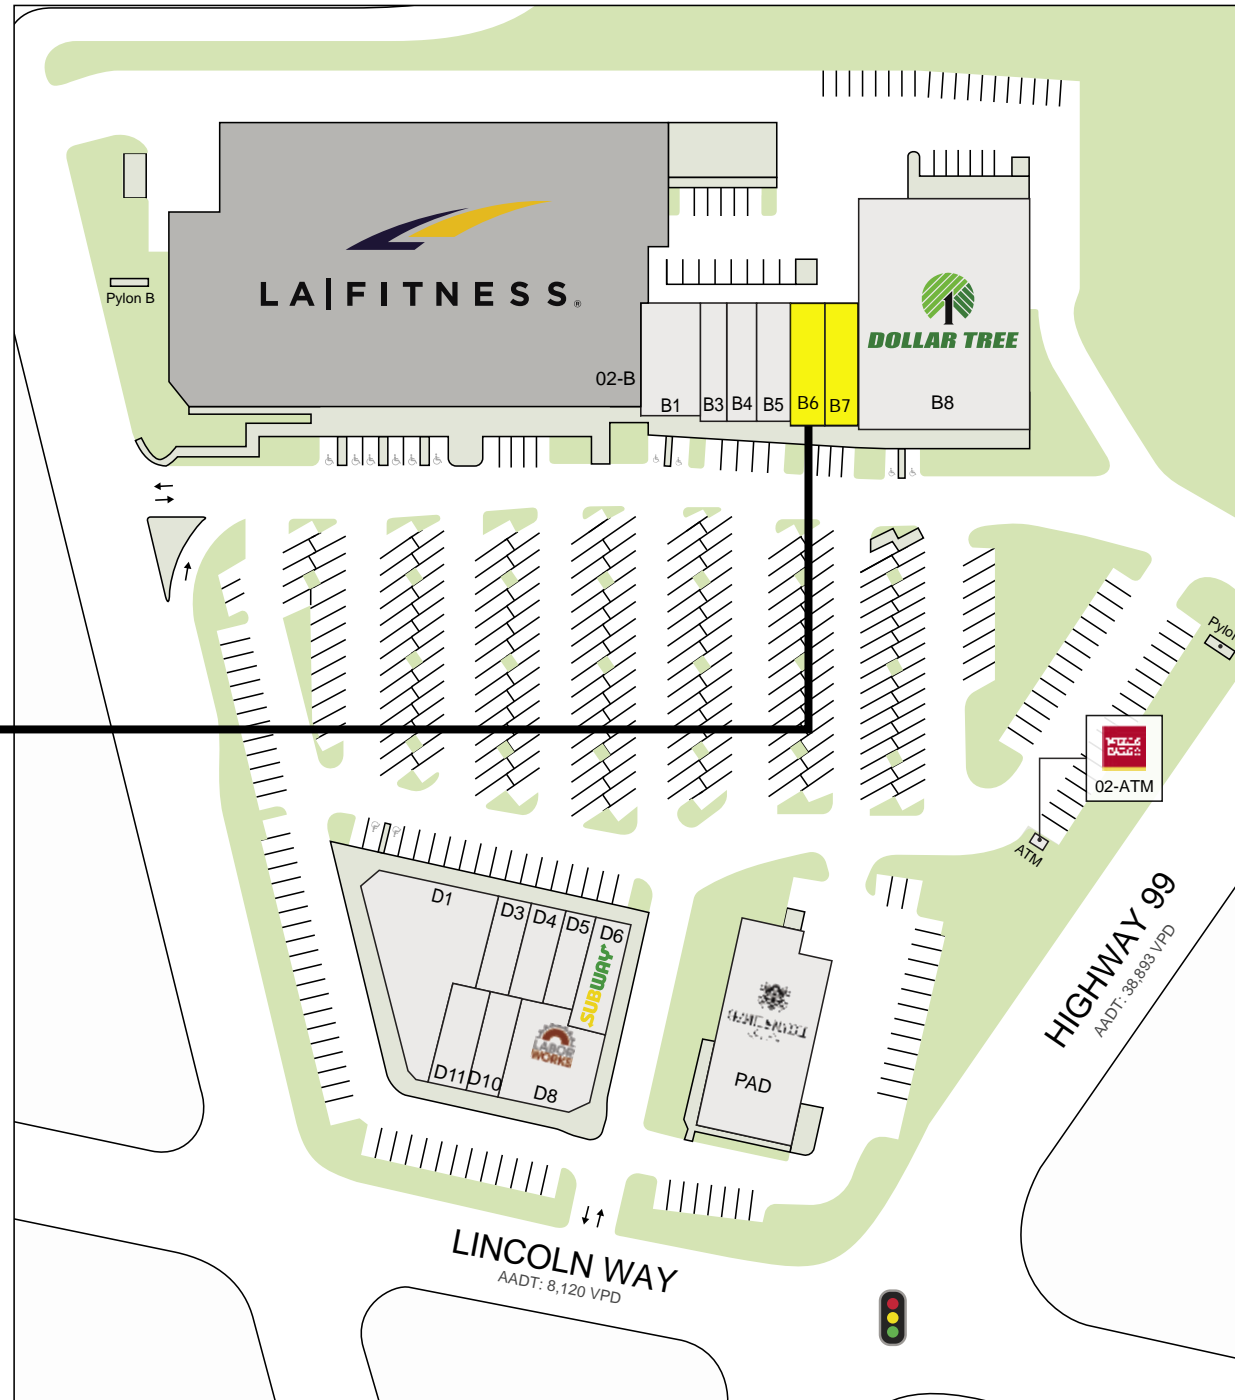 LA|FITNESS®
Pylon B
DOLLAR TREE
02-B
B1
B3
B4
B5
B6
B7
B8
Pylon
02-ATM
ATM
D1
D3
D4
D5
D6
SUBWAY
LABOR
WORKS
D11
D10
D8
PAD
HIGHWAY 99
AADT: 38,893 VPD
LINCOLN WAY
AADT: 8,120 VPD